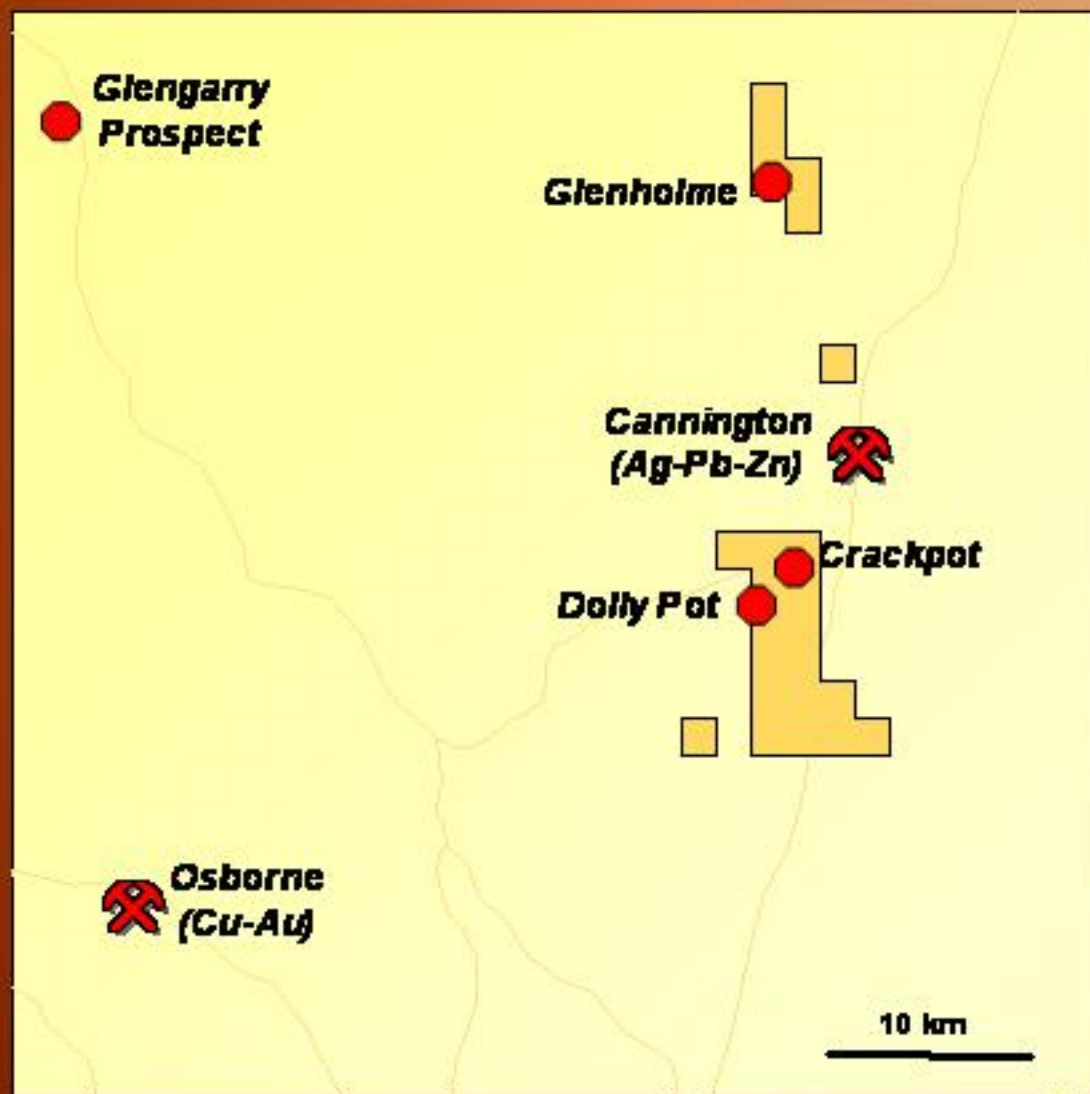 Glengarry
Prospect
Glenholme
Cannington
(Ag-Pb-Zn)
Crackpot
Dolly Pot
Osborne
(Cu-Au)
10 km